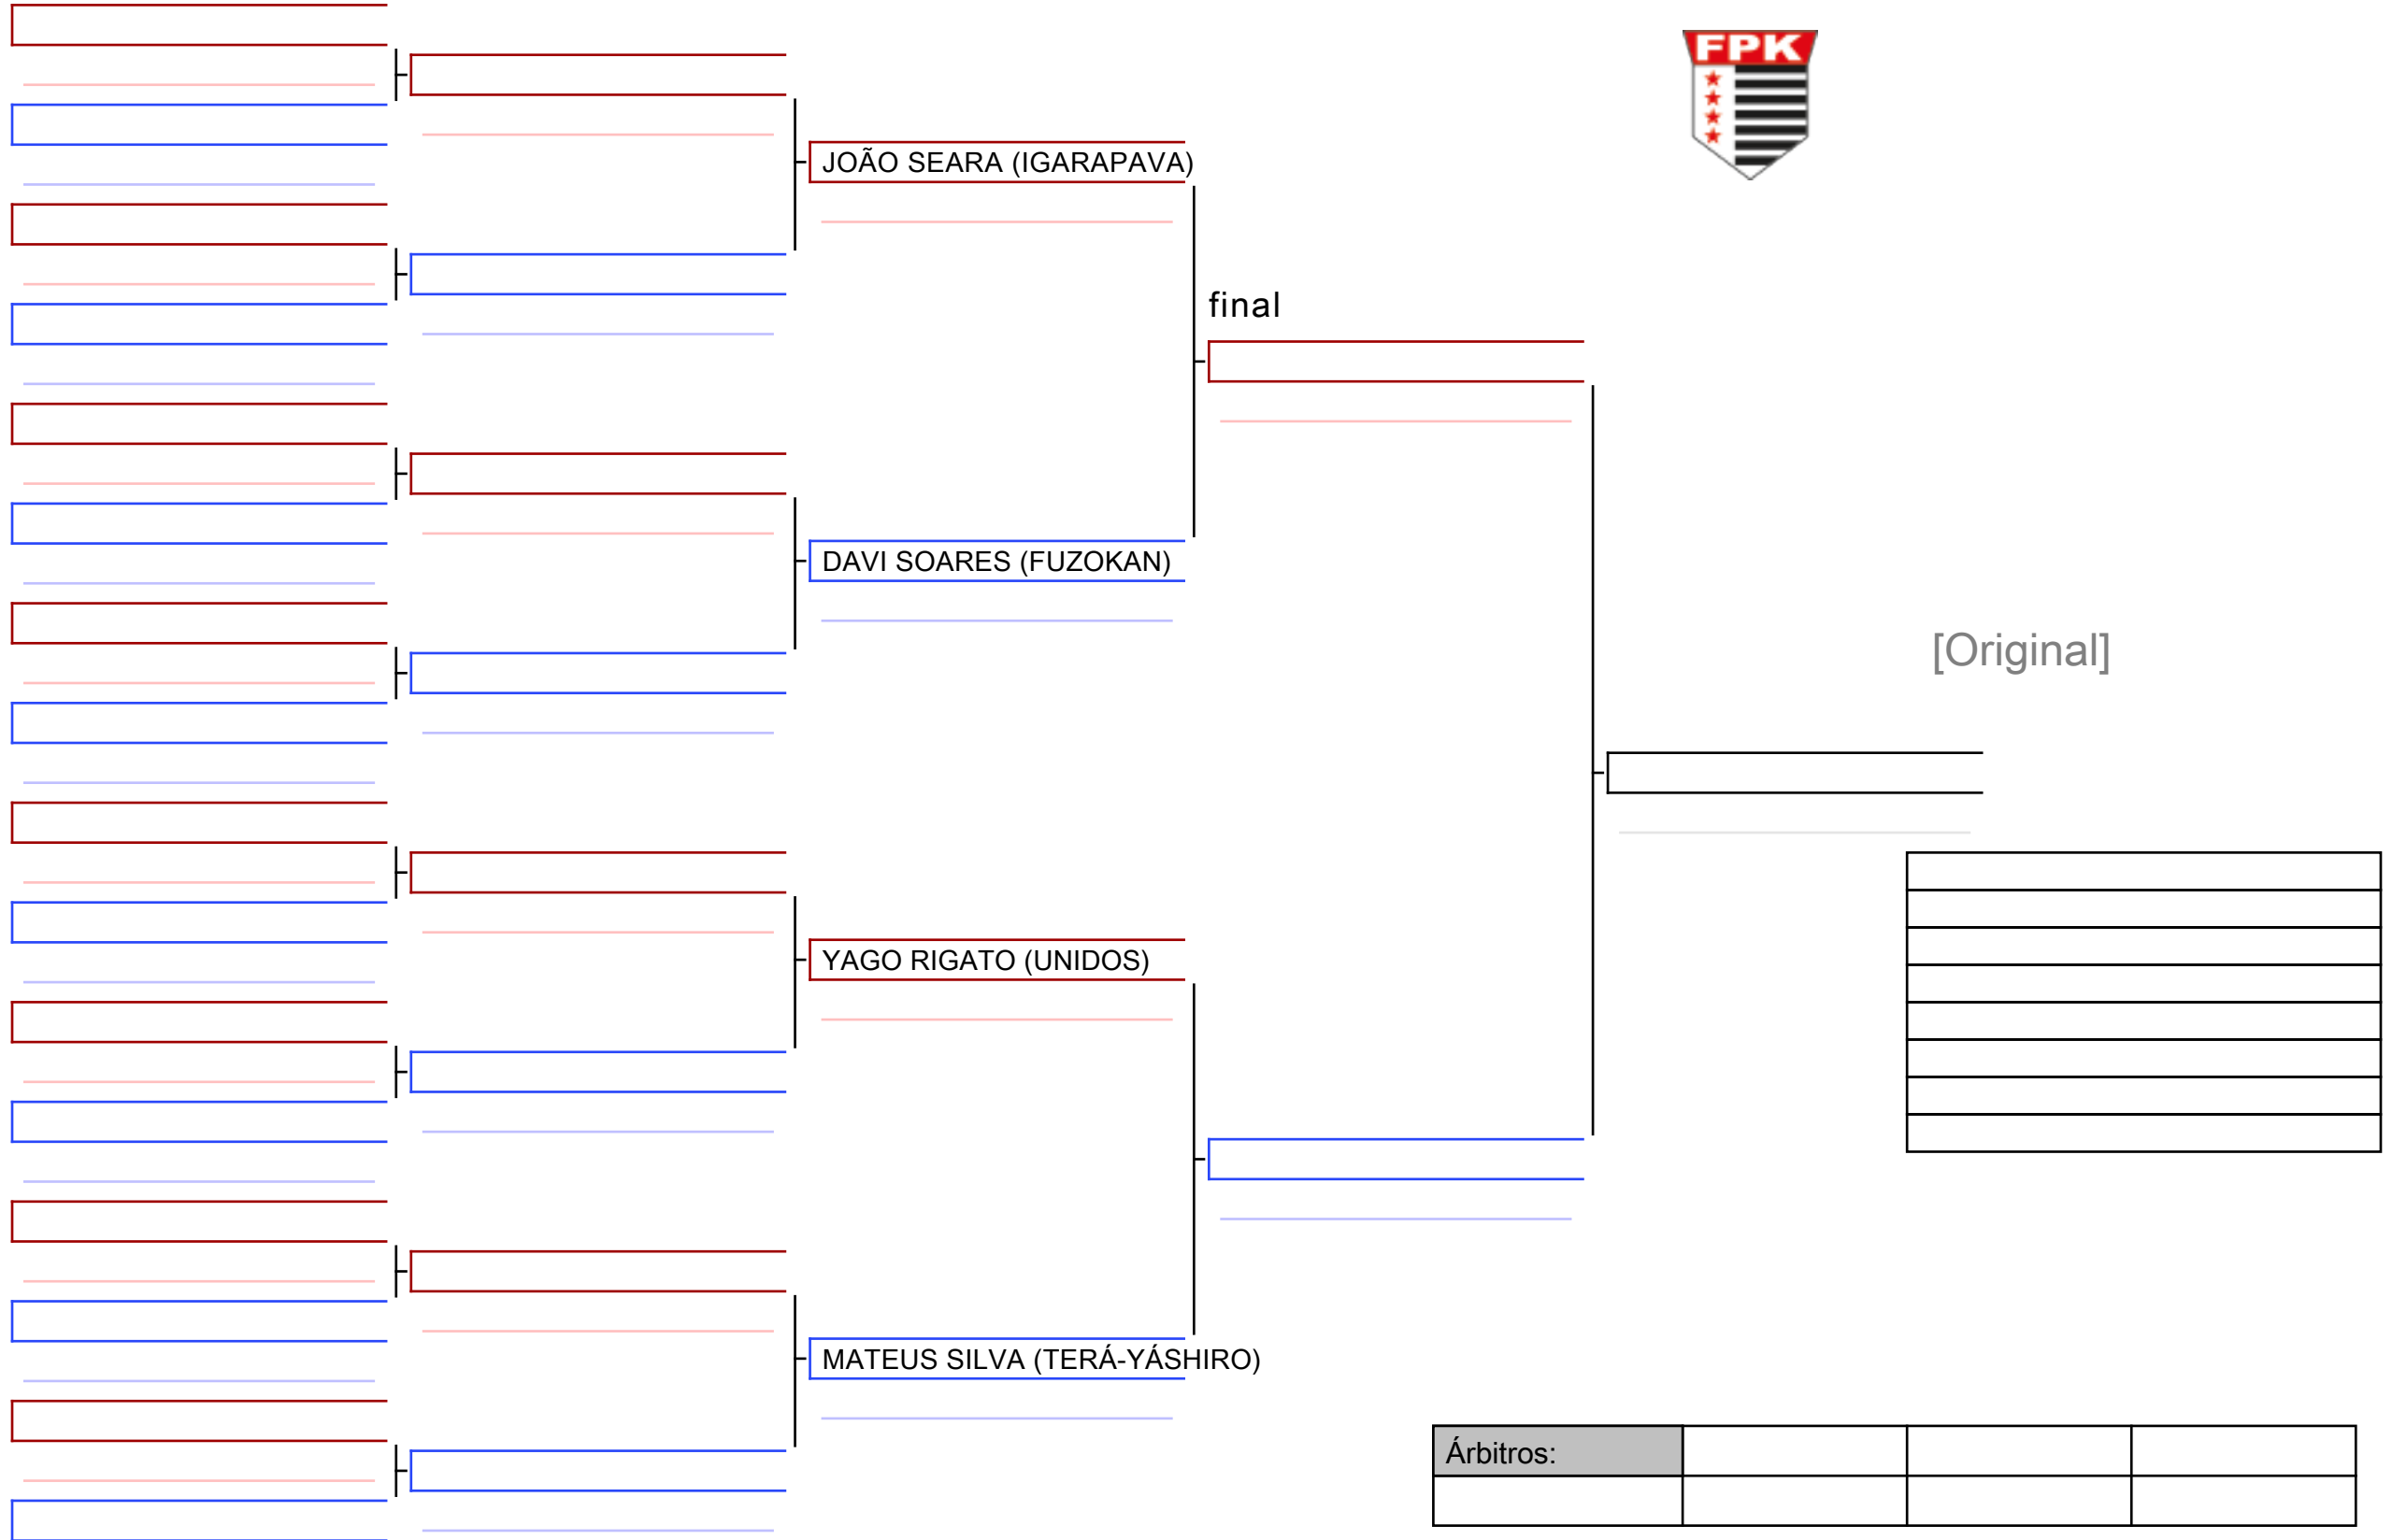 FPK
JOÃO SEARA (IGARAPAVA)
final
DAVI SOARES (FUZOKAN)
[Original]
YAGO RIGATO (UNIDOS)
MATEUS SILVA (TERÁ-YÁSHIRO)
Árbitros: